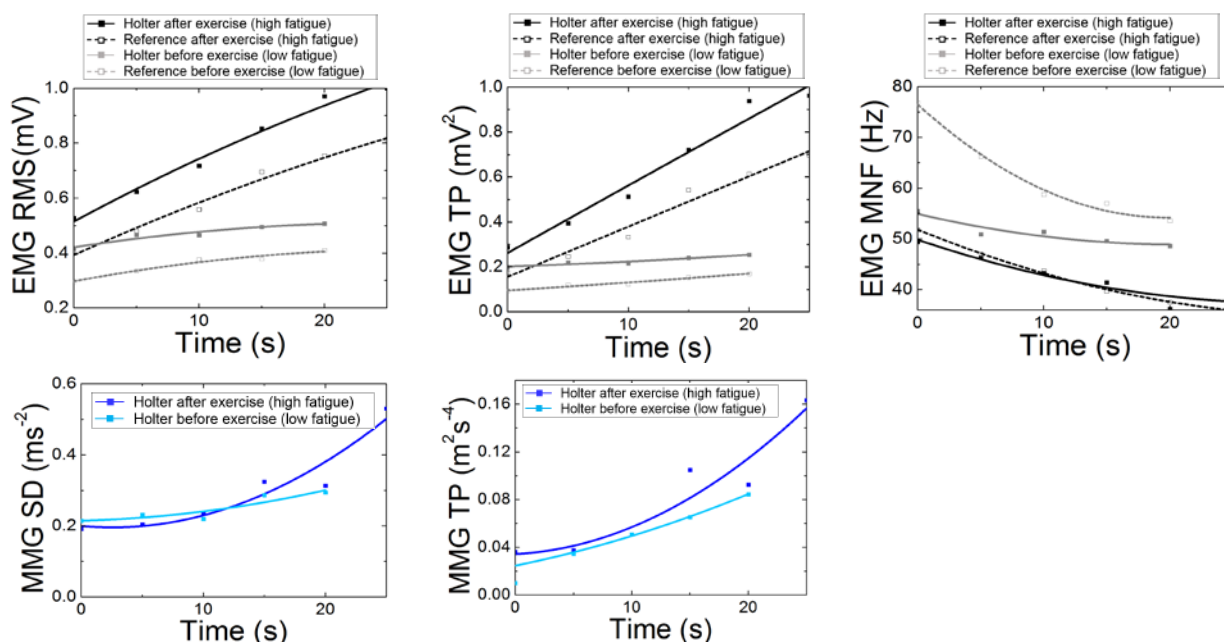 Holter after exercise (high fatigue)
Reference after exercise (high fatigue)
Holter before exercise (low fatigue)
Reference before exercise (low fatigue)
1.0
0.8
0.6
0.4
0.2
EMG RMS(mV)
0
10
20
Time (s)
Holter after exercise (high fatigue)
Reference after exercise (high fatigue)
Holter before exercise (low fatigue)
Reference before exercise (low fatigue)
1.0
0.8
0.6
0.4
0.2
0.0
EMG TP (mV²)
0
10
20
Time (s)
Holter after exercise (high fatigue)
Reference after exercise (high fatigue)
Holter before exercise (low fatigue)
Reference before exercise (low fatigue)
80
70
60
50
40
EMG MNF (Hz)
0
10
20
Time (s)
Holter after exercise (high fatigue)
Holter before exercise (low fatigue)
0.6
0.4
0.2
0.0
MMG SD (ms⁻²)
0
10
20
Time (s)
Holter after exercise (high fatigue)
Holter before exercise (low fatigue)
0.16
0.12
0.08
0.04
0.00
MMG TP (m²s⁻⁴)
0
10
20
Time (s)